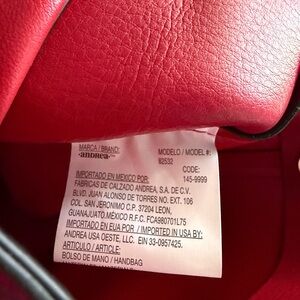 MARCA / BRAND:
·andrea·
MODELO / MODEL #:
82532
CODE:
145-9999
IMPORTADO EN MEXICO POR:
FABRICAS DE CALZADO ANDREA, S.A. DE C.V.
BLVD. JUAN ALONSO DE TORRES NO. EXT. 106
COL. SAN JERONIMO C.P. 37204 LEON,
GUANAJUATO,MÉXICO R.F.C. FCA980701L75
IMPORTADO EN EUA POR / IMPORTED IN USA BY:
ANDREA USA OESTE, LLC. EIN 33-0957425.
ARTICULO / ARTICLE:
BOLSO DE MANO / HANDBAG